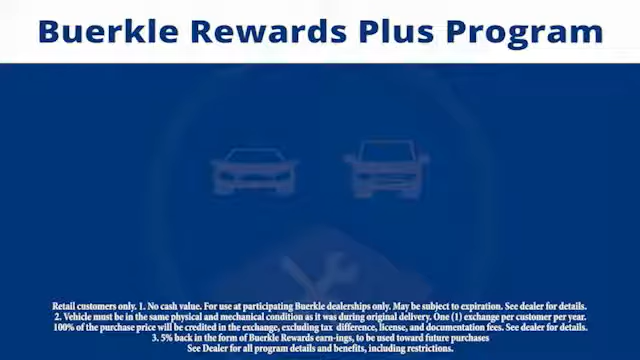 Buerkle Rewards Plus Program
Retail customers only. 1. No cash value. For use at participating Buerkle dealerships only. May be subject to expiration. See dealer for details.
2. Vehicle must be in the same physical and mechanical condition as it was during original delivery. One (1) exchange per customer per year.
100% of the purchase price will be credited in the exchange, excluding tax difference, license, and documentation fees. See dealer for details.
3. 5% back in the form of Buerkle Rewards earn-ings, to be used toward future purchases
See Dealer for all program details and benefits, including restrictions.